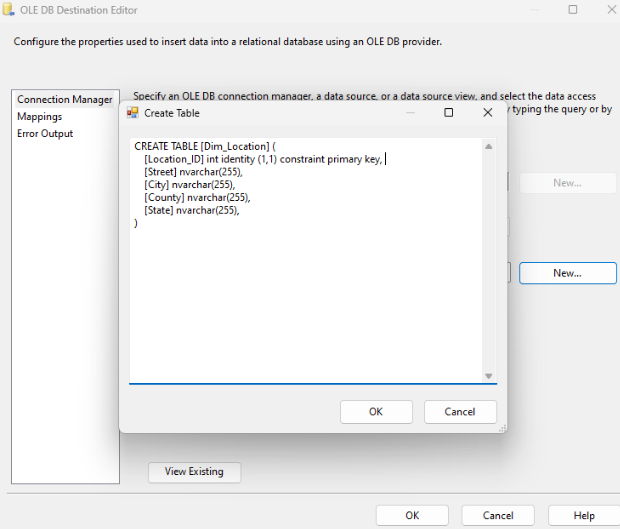 OLE DB Destination Editor
Configure the properties used to insert data into a relational database using an OLE DB provider.
Connection Manager
Mappings
Error Output
Specify an OLE DB connection manager, a data source, or a data source view, and select the data access
typing the query or by
Create Table
CREATE TABLE [Dim_Location] (
[Location_ID] int identity (1,1) constraint primary key,
[Street] nvarchar(255),
[City] nvarchar(255),
[County] nvarchar(255),
[State] nvarchar(255),
)
New...
New...
OK
Cancel
View Existing
OK
Cancel
Help